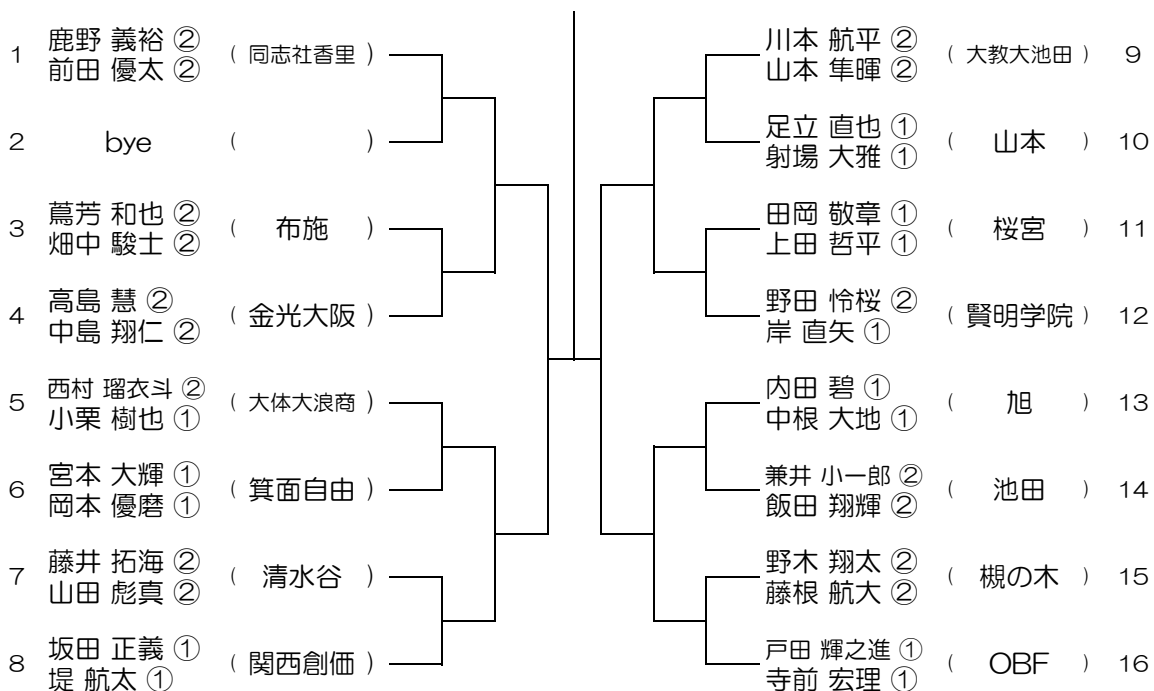 鹿野 義裕 ②
1 ( 同志社香里 )
前田 優太 ②
2 bye ( )
蔦芳 和也 ②
3 ( 布施 )
畑中 駿士 ②
高島 慧 ②
4 ( 金光大阪 )
中島 翔仁 ②
西村 瑠衣斗 ②
5 ( 大体大浪商 )
小栗 樹也 ①
宮本 大輝 ①
6 ( 箕面自由 )
岡本 優磨 ①
藤井 拓海 ②
7 ( 清水谷 )
山田 彪真 ②
坂田 正義 ①
8 ( 関西創価 )
堤 航太 ①
川本 航平 ②
( 大教大池田 ) 9
山本 隼暉 ②
足立 直也 ①
( 山本 ) 10
射場 大雅 ①
田岡 敬章 ①
( 桜宮 ) 11
上田 哲平 ①
野田 怜桜 ②
( 賢明学院 ) 12
岸 直矢 ①
内田 碧 ①
( 旭 ) 13
中根 大地 ①
兼井 小一郎 ②
( 池田 ) 14
飯田 翔輝 ②
野木 翔太 ②
( 槻の木 ) 15
藤根 航大 ②
戸田 輝之進 ①
( OBF ) 16
寺前 宏理 ①